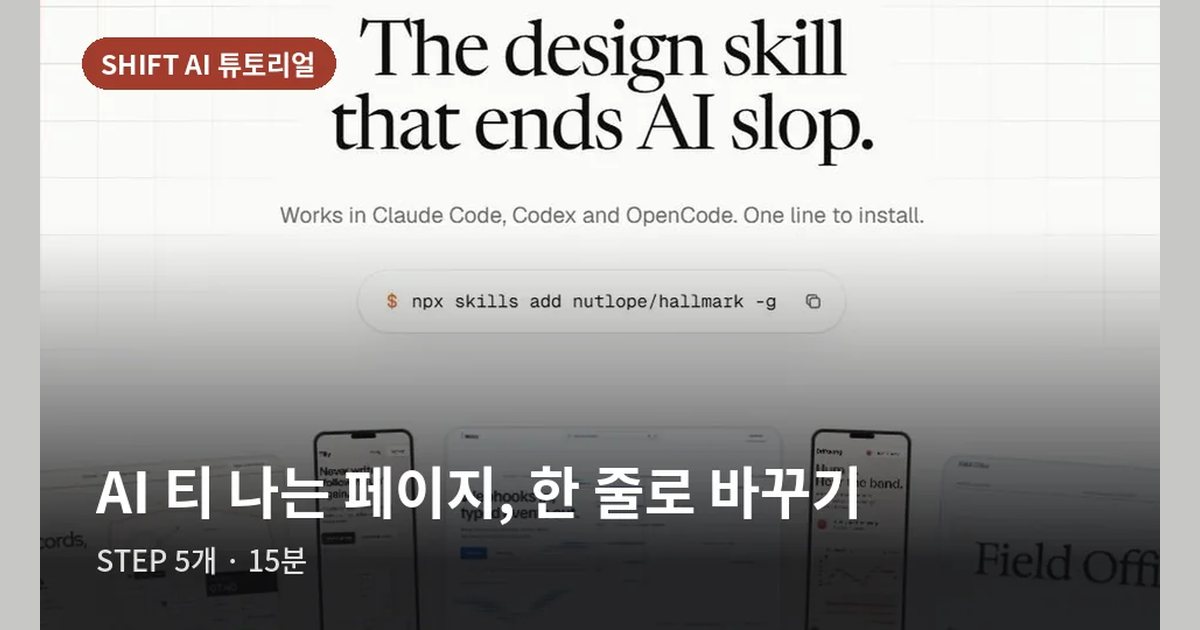 SHIFT AI 튜토리얼
The design skill
that ends AI slop.
Works in Claude Code, Codex and OpenCode. One line to install.
$ npx skills add nutlope/hallmark -g
AI 티 나는 페이지, 한 줄로 바꾸기
STEP 5개 · 15분
Field Offi